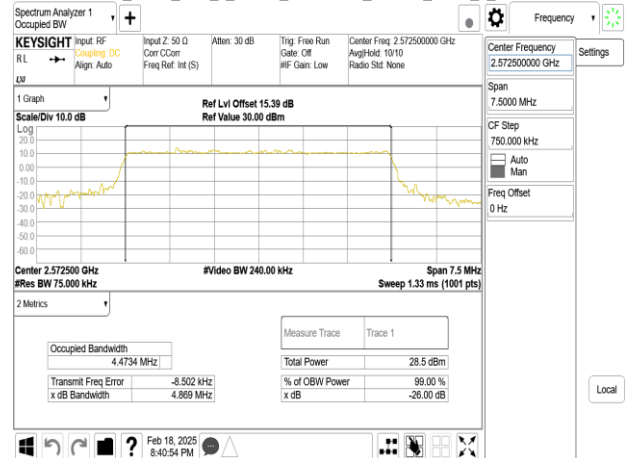 Spectrum Analyzer 1
Occupied BW
Frequency
KEYSIGHT Input: RF Input Z: 50 Ω Atten: 30 dB Trig: Free Run Center Freq: 2.572500000 GHz
RL Coupling: DC Corr CCorr Gate: Off Avg|Hold: 10/10
Align: Auto Freq Ref: Int (S) #IF Gain: Low Radio Std: None
LXI
Center Frequency
2.572500000 GHz
Settings
Span
7.5000 MHz
CF Step
750.000 kHz
Auto
Man
Freq Offset
0 Hz
Local
1 Graph
Ref Lvl Offset 15.39 dB
Scale/Div 10.0 dB Ref Value 30.00 dBm
Log
20.0
10.0
0.00
-10.0
-20.0
-30.0
-40.0
-50.0
-60.0
Center 2.572500 GHz #Video BW 240.00 kHz Span 7.5 MHz
#Res BW 75.000 kHz Sweep 1.33 ms (1001 pts)
2 Metrics
Measure Trace Trace 1
Occupied Bandwidth
4.4734 MHz
Total Power 28.5 dBm
Transmit Freq Error -8.502 kHz % of OBW Power 99.00 %
x dB Bandwidth 4.869 MHz x dB -26.00 dB
? Feb 18, 2025
8:40:54 PM